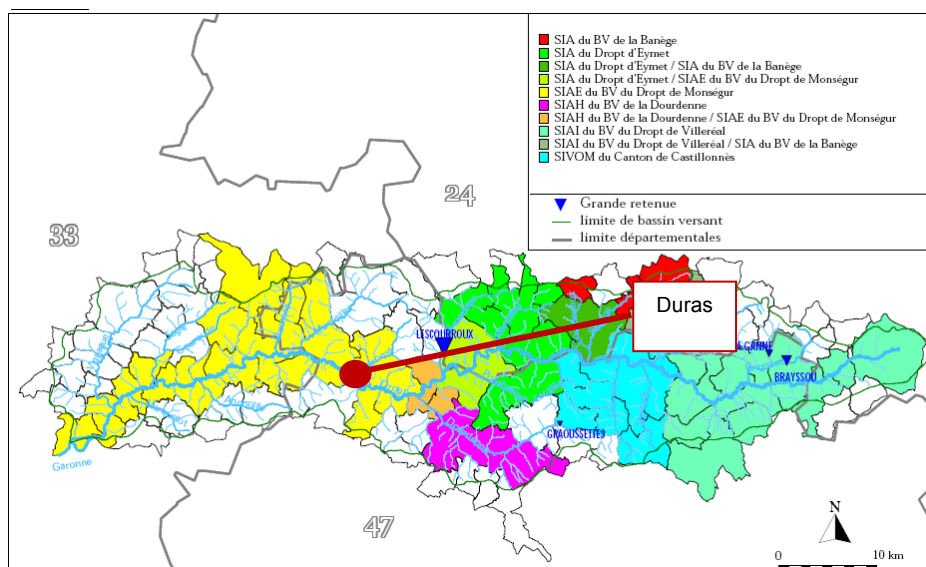 SIA du BV de la Banège
SIA du Dropt d'Eymet
SIA du Dropt d'Eymet / SIA du BV de la Banège
SIA du Dropt d'Eymet / SIAE du BV du Dropt de Monségur
SIAE du BV du Dropt de Monségur
SIAH du BV de la Dourdenne
SIAH du BV de la Dourdenne / SIAE du BV du Dropt de Monségur
SIAI du BV du Dropt de Villeréal
SIAI du BV du Dropt de Villeréal / SIA du BV de la Banège
SIVOM du Canton de Castillonnès
Grande retenue
limite de bassin versant
limite départementales
24
33
Duras
LESCOURROUX
GANNE
BRAYSSOU
GRAOUSSETTES
Garonne
47
N
0 10 km